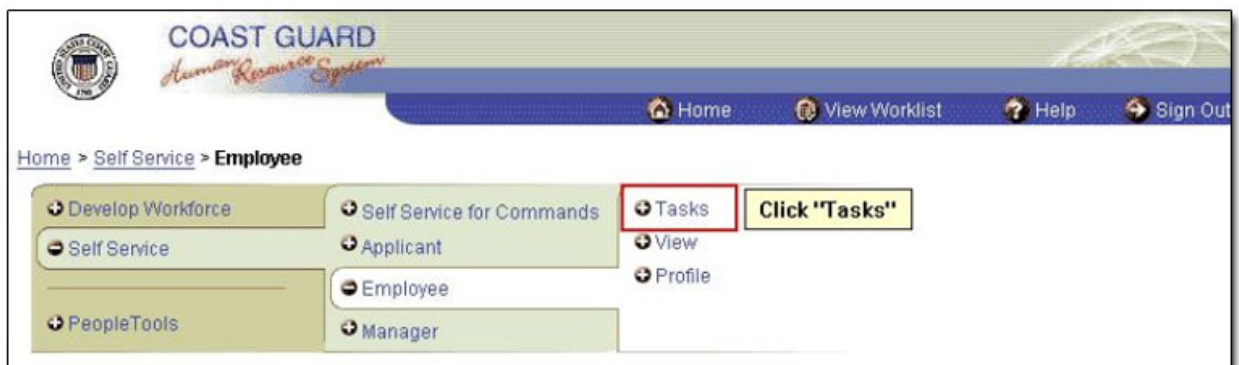 COAST GUARD
Human Resource System
Home View Worklist Help Sign Out
Home > Self Service > Employee
Develop Workforce
Self Service
PeopleTools
Self Service for Commands
Applicant
Employee
Manager
Tasks
View
Profile
Click "Tasks"